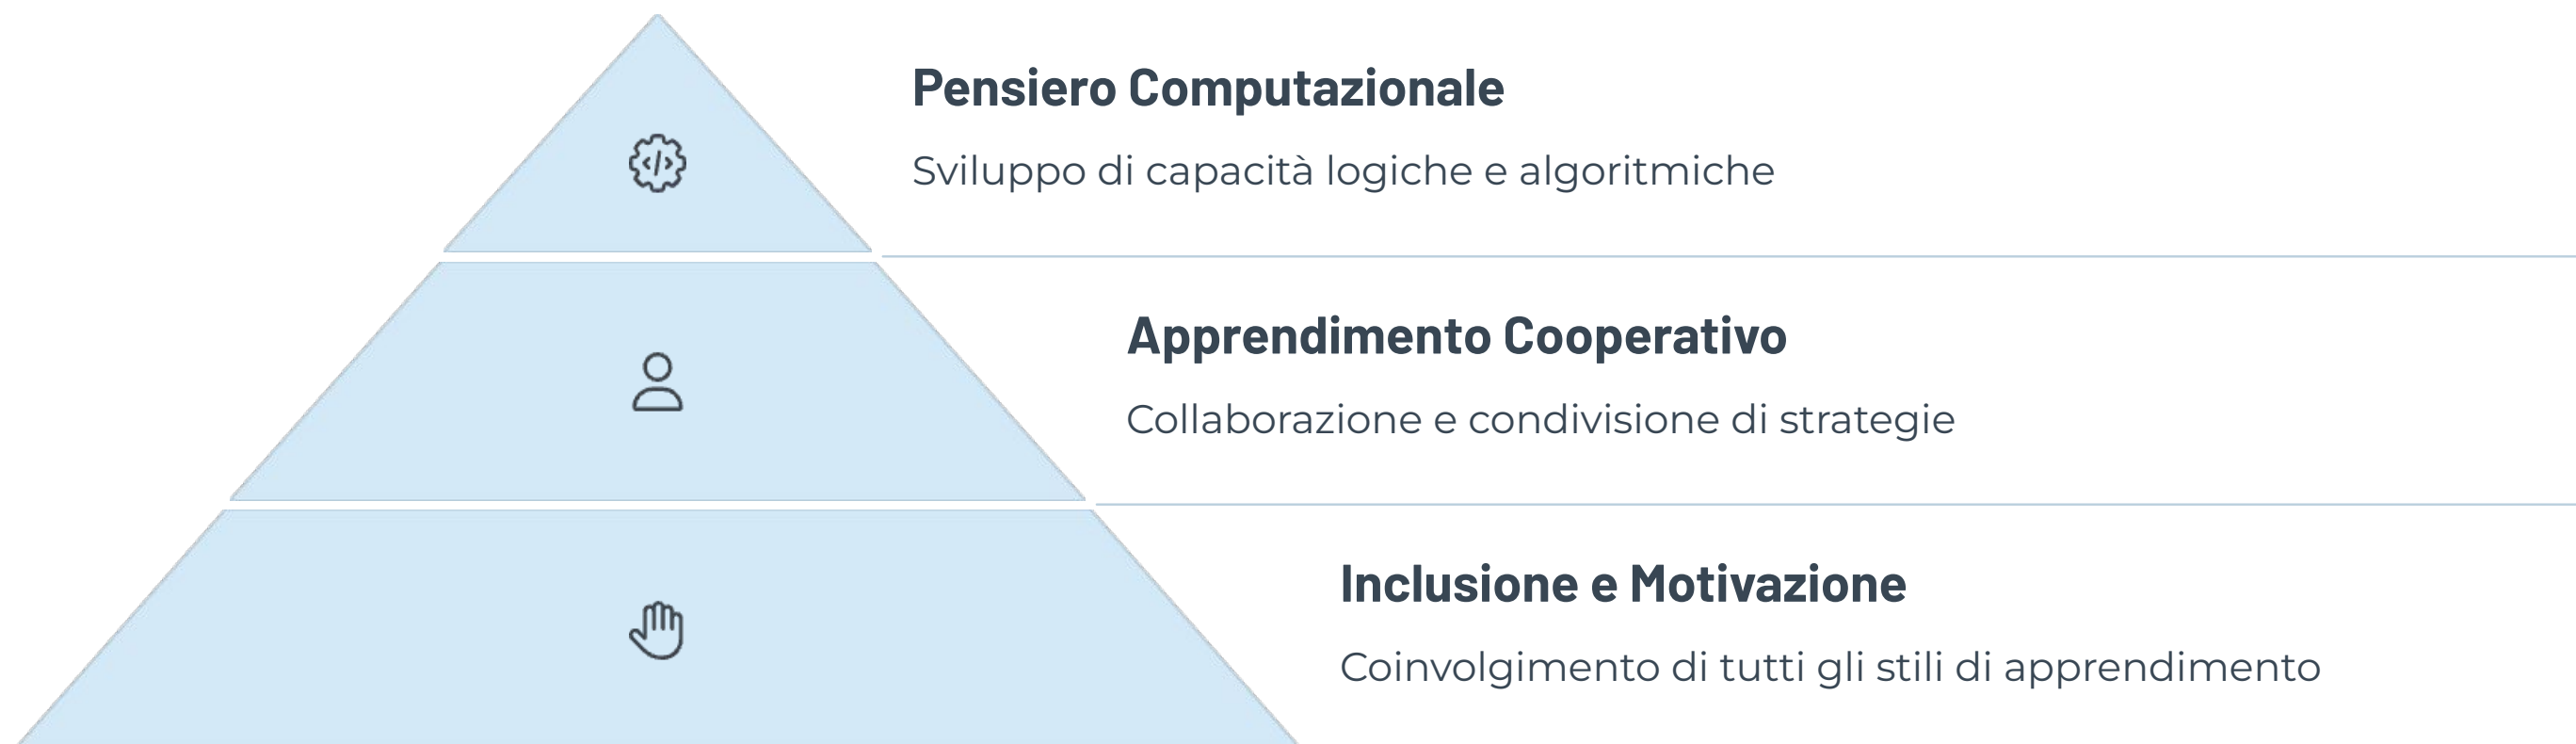 Pensiero Computazionale
Sviluppo di capacità logiche e algoritmiche
Apprendimento Cooperativo
Collaborazione e condivisione di strategie
Inclusione e Motivazione
Coinvolgimento di tutti gli stili di apprendimento